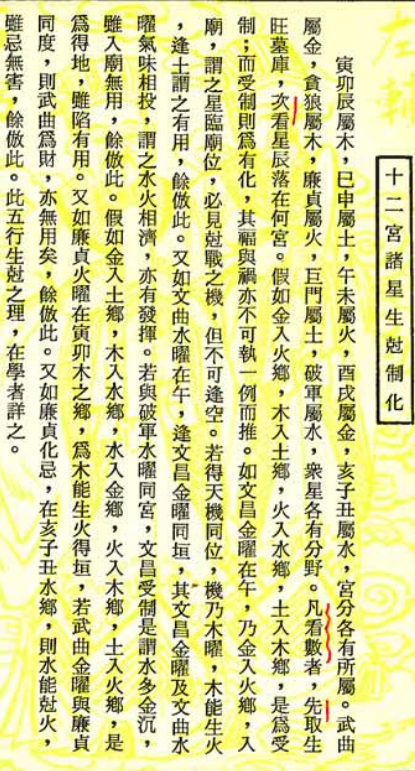 十二宮諸星生尅制化
寅卯辰屬木，巳申屬土，午未屬火，酉戌屬金，亥子丑屬水，宮分各有所屬。武曲
屬金，貪狼屬木，廉貞屬火，巨門屬土，破軍屬水，衆星各有分野。凡看數者，先取生
旺墓庫，次看星辰落在何宮。假如金入火鄉，木入土鄉，火入水鄉，土入木鄉，是爲受
制；而受制則爲有化，其福與禍亦不可執一例而推。如文昌金曜在午，乃金入火鄉，入
廟，謂之星臨廟位，必見尅戰之機，但不可逢空。若得天機同位，機乃木曜，木能生火
，逢土謂之有用，餘倣此。又如文曲水曜在午，逢文昌金曜同垣，其文昌金曜及文曲水
曜氣味相投，謂之水火相濟，亦有發揮。若與破軍水曜同宮，文昌受制是謂水多金沉，
雖入廟無用，餘倣此。假如金入土鄉，木入水鄉，水入金鄉，火入木鄉，土入火鄉，是
爲得地，雖陷有用。又如廉貞火曜在寅卯木之鄉，爲木能生火得垣，若武曲金曜與廉貞
同度，則武曲爲財，亦無用矣，餘倣此。又如廉貞化忌，在亥子丑水鄉，則水能尅火，
雖忌無害，餘倣此。此五行生尅之理，在學者詳之。